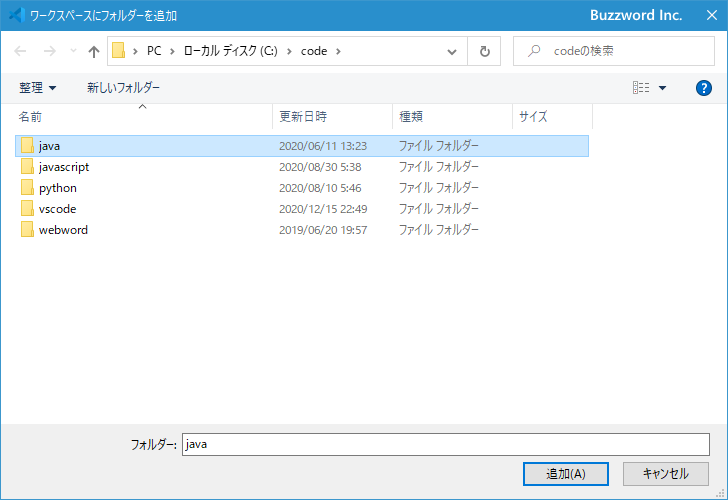 ワークスペースにフォルダーを追加 Buzzword Inc.
PC ローカル ディスク (C:) code codeの検索
整理 新しいフォルダー
名前 更新日時 種類 サイズ
java 2020/06/11 13:23 ファイル フォルダー
javascript 2020/08/30 5:38 ファイル フォルダー
python 2020/08/10 5:46 ファイル フォルダー
vscode 2020/12/15 22:49 ファイル フォルダー
webword 2019/06/20 19:57 ファイル フォルダー
フォルダー: java
追加(A) キャンセル